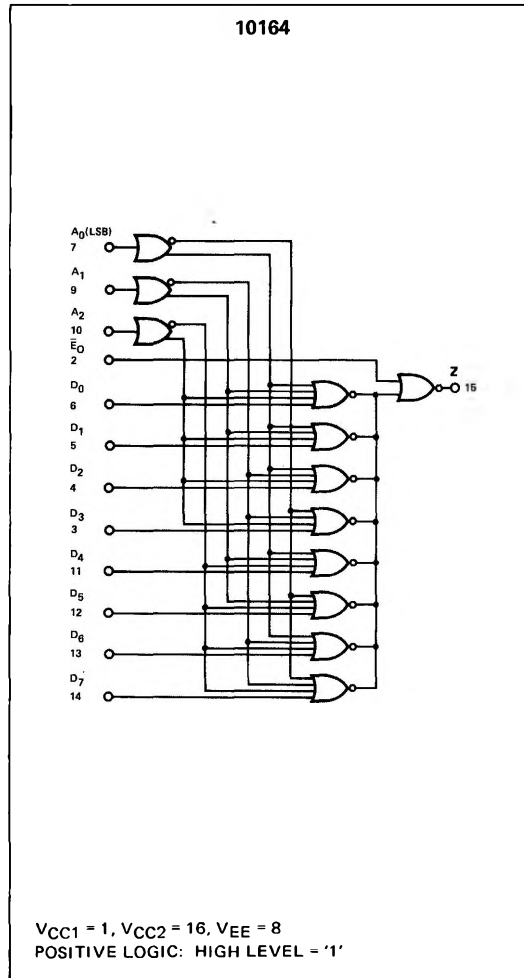 10164
A0(LSB)
7
A1
9
A2
10
E̅O
2
D0
6
D1
5
D2
4
D3
3
D4
11
D5
12
D6
13
D7
14
Z
15
VCC1 = 1, VCC2 = 16, VEE = 8
POSITIVE LOGIC: HIGH LEVEL = '1'